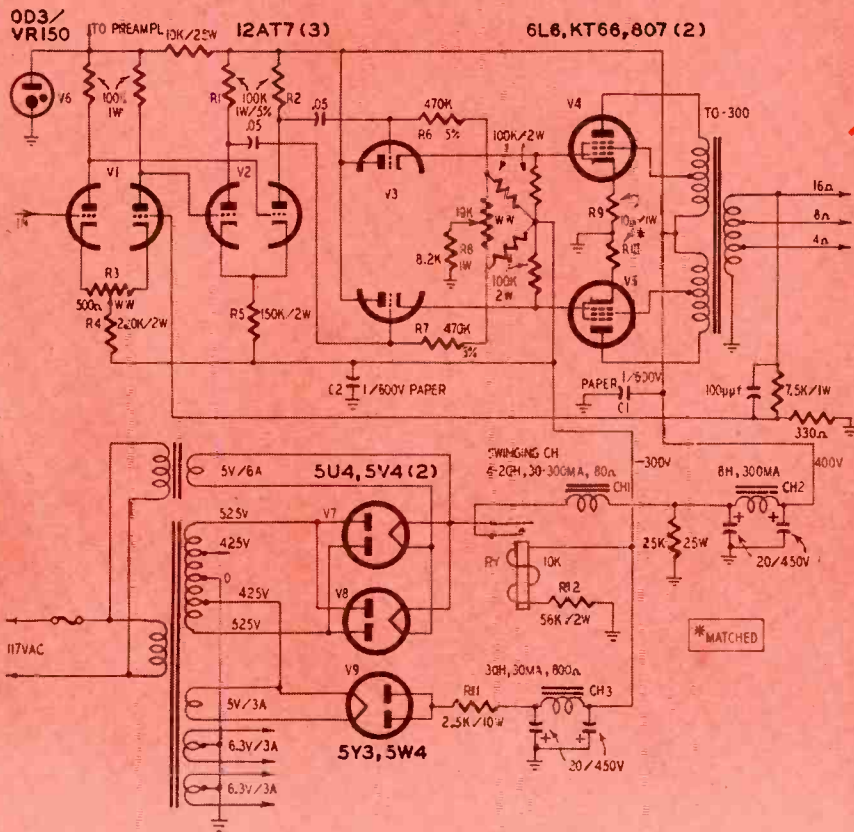 OD3/
VR150
TO PREAMPL
10K/25W
12AT7 (3)
6L6, KT66, 807 (2)
V6
100K
1W
R1
100K
1W/5%
R2
.05
.05
470K
R6 5%
100K/2W
V4
TO-300
V1
V2
V3
16Ω
8Ω
4Ω
IN
R9
10Ω/1W
*
10K
WW
R8
8.2K
1W
100K
2W
V5
R3
500Ω WW
R4
220K/2W
R5
150K/2W
R7
470K
5%
C2
1/600V PAPER
PAPER
1/600V
C1
100µµf
7.5K/1W
330Ω
5V/6A
5U4, 5V4 (2)
SWINGING CH
30-300MA, 80Ω
CH1
-300V
8H, 300MA
CH2
400V
V7
525V
425V
0
425V
525V
V8
25K
25W
20/450V
RY
10K
R12
56K/2W
*MATCHED
117VAC
V9
30H, 30MA, 800Ω
CH3
R11
2.5K/10W
5V/3A
5Y3, 5W4
20/450V
6.3V/3A
6.3V/3A